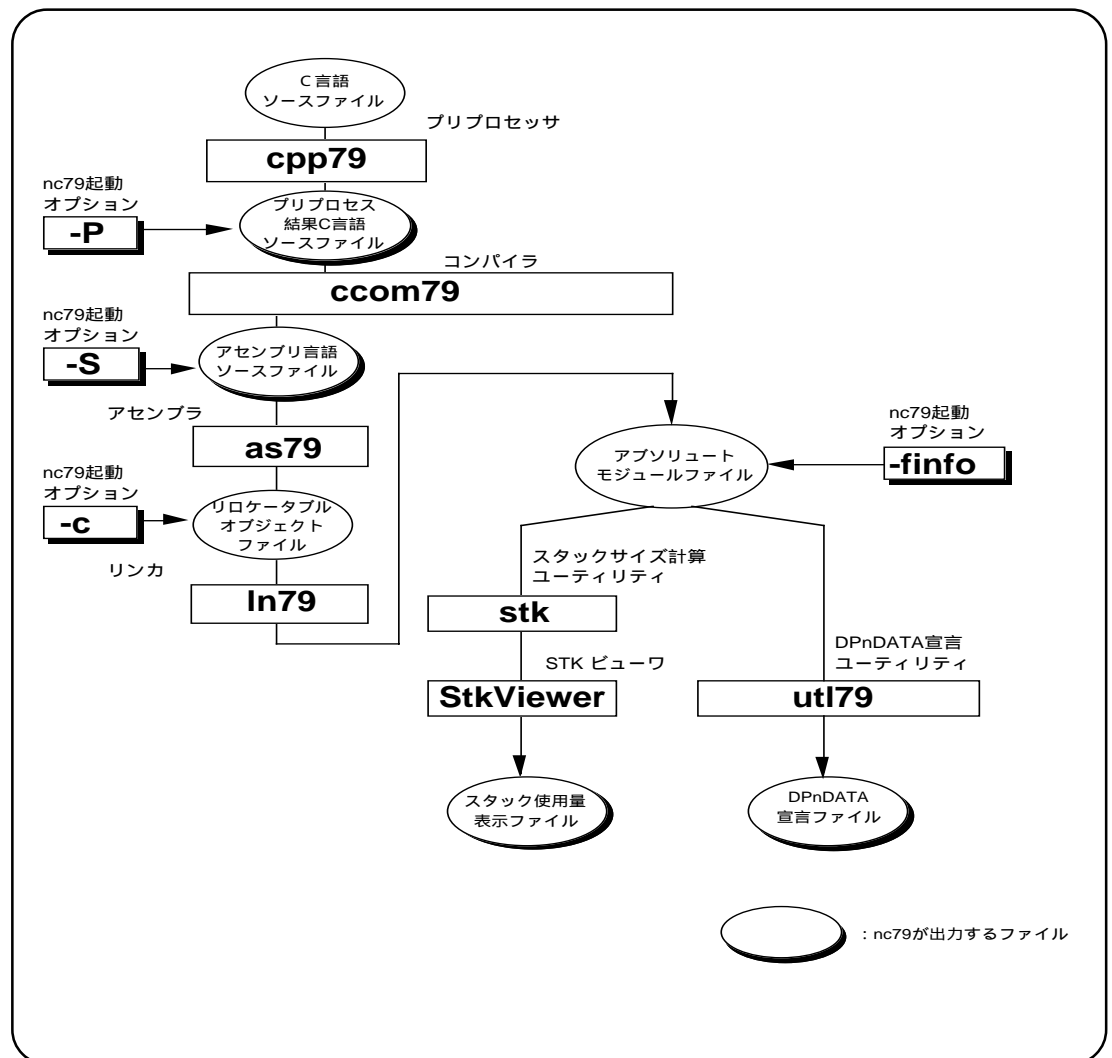 C言語
ソースファイル
プリプロセッサ
cpp79
nc79起動
オプション
-P
プリプロセス
結果C言語
ソースファイル
コンパイラ
ccom79
nc79起動
オプション
-S
アセンブリ言語
ソースファイル
アセンブラ
as79
nc79起動
オプション
-c
リロケータブル
オブジェクト
ファイル
リンカ
ln79
アブソリュート
モジュールファイル
nc79起動
オプション
-finfo
スタックサイズ計算
ユーティリティ
stk
STK ビューワ
StkViewer
スタック使用量
表示ファイル
DPnDATA宣言
ユーティリティ
utl79
DPnDATA
宣言ファイル
：nc79が出力するファイル